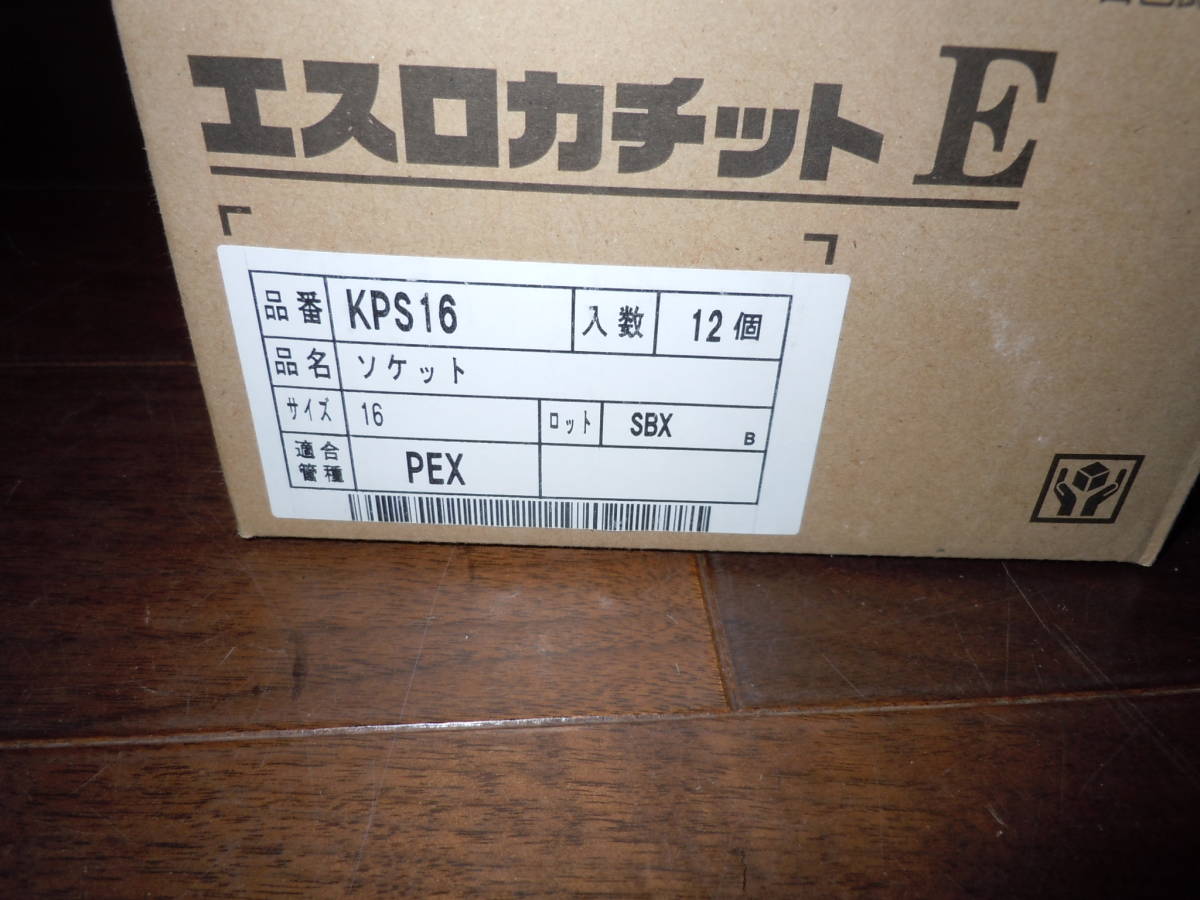 エスロカチット E
品番 KPS16 入数 12個
品名 ソケット
サイズ 16 ロット SBX B
適合管種 PEX